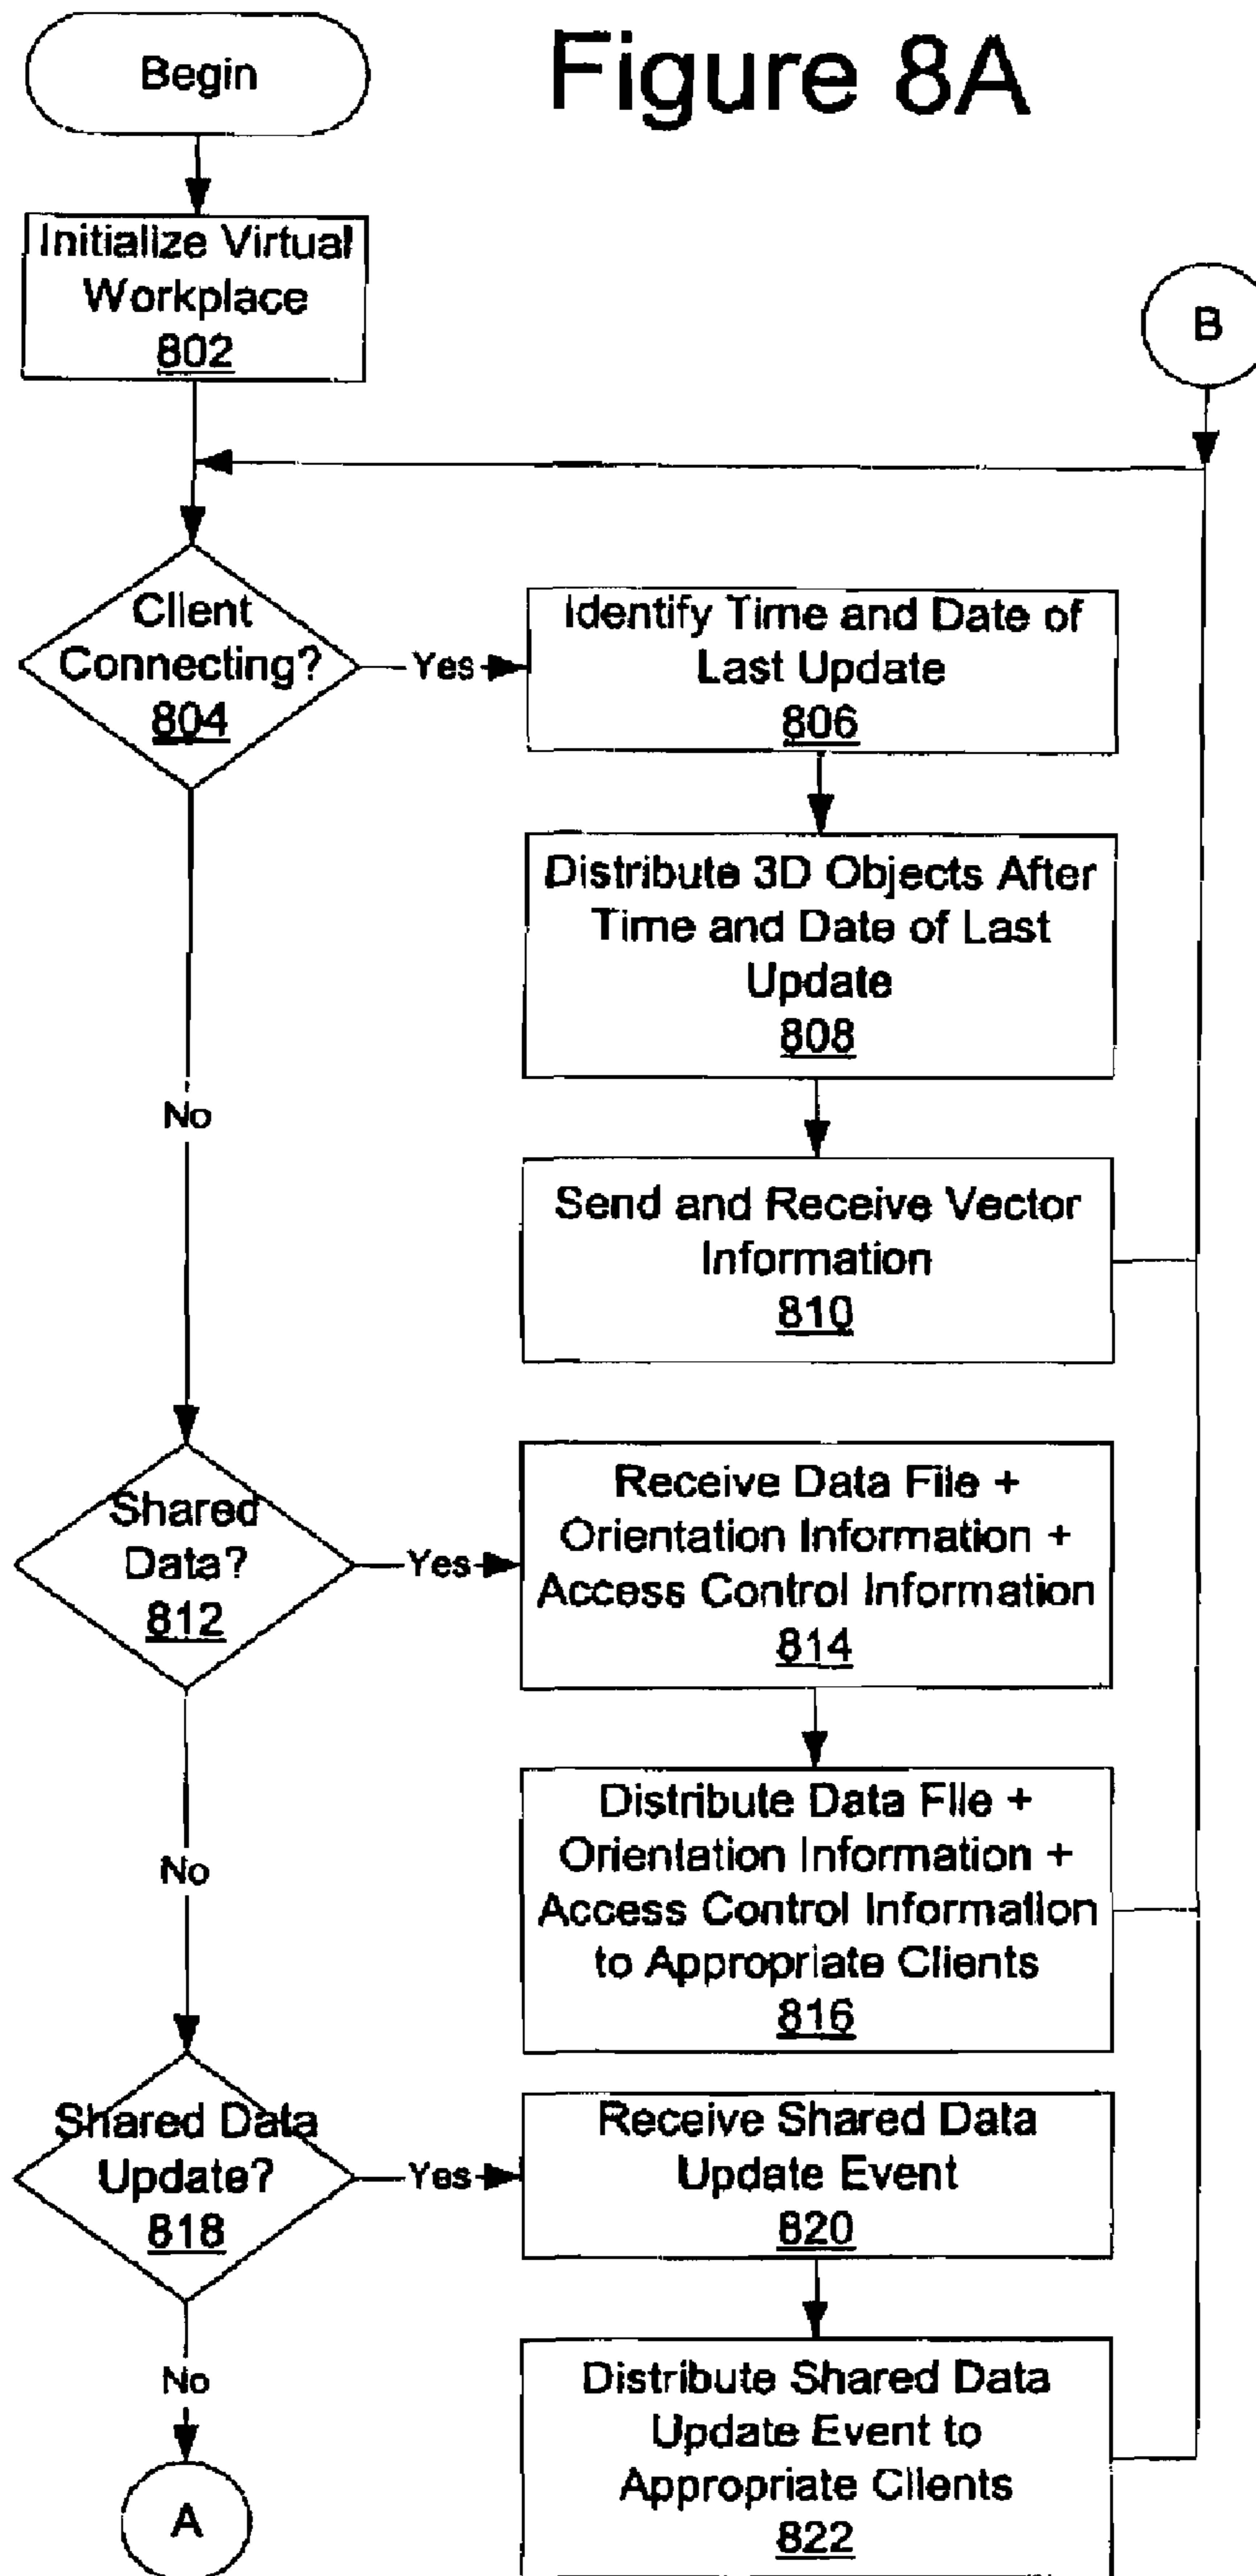 Figure 8A
Begin
Initialize Virtual
Workplace
802
B
Client
Connecting?
804
Yes
Identify Time and Date of
Last Update
806
Distribute 3D Objects After
Time and Date of Last
Update
808
No
Send and Receive Vector
Information
810
Shared
Data?
812
Yes
Receive Data File +
Orientation Information +
Access Control Information
814
No
Distribute Data File +
Orientation Information +
Access Control Information
to Appropriate Clients
816
Shared Data
Update?
818
Yes
Receive Shared Data
Update Event
820
No
Distribute Shared Data
Update Event to
Appropriate Clients
822
A